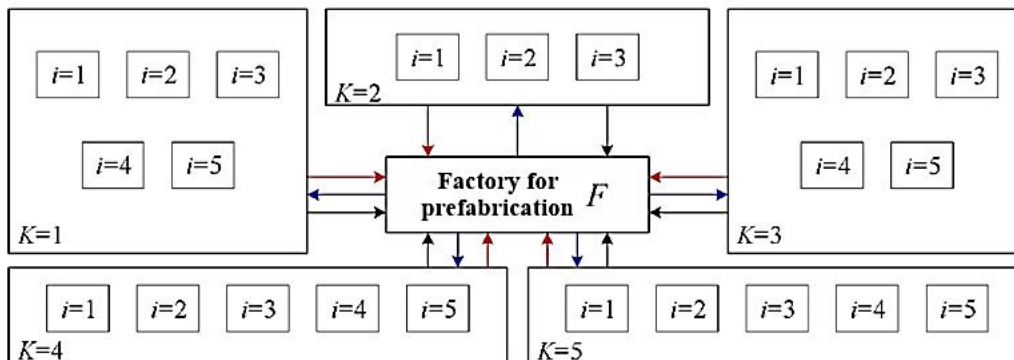 i=1 i=2 i=3
i=4 i=5
K=1
i=1 i=2 i=3
K=2
i=1 i=2 i=3
i=4 i=5
K=3
Factory for
prefabrication F
i=1 i=2 i=3 i=4 i=5
K=4
i=1 i=2 i=3 i=4 i=5
K=5